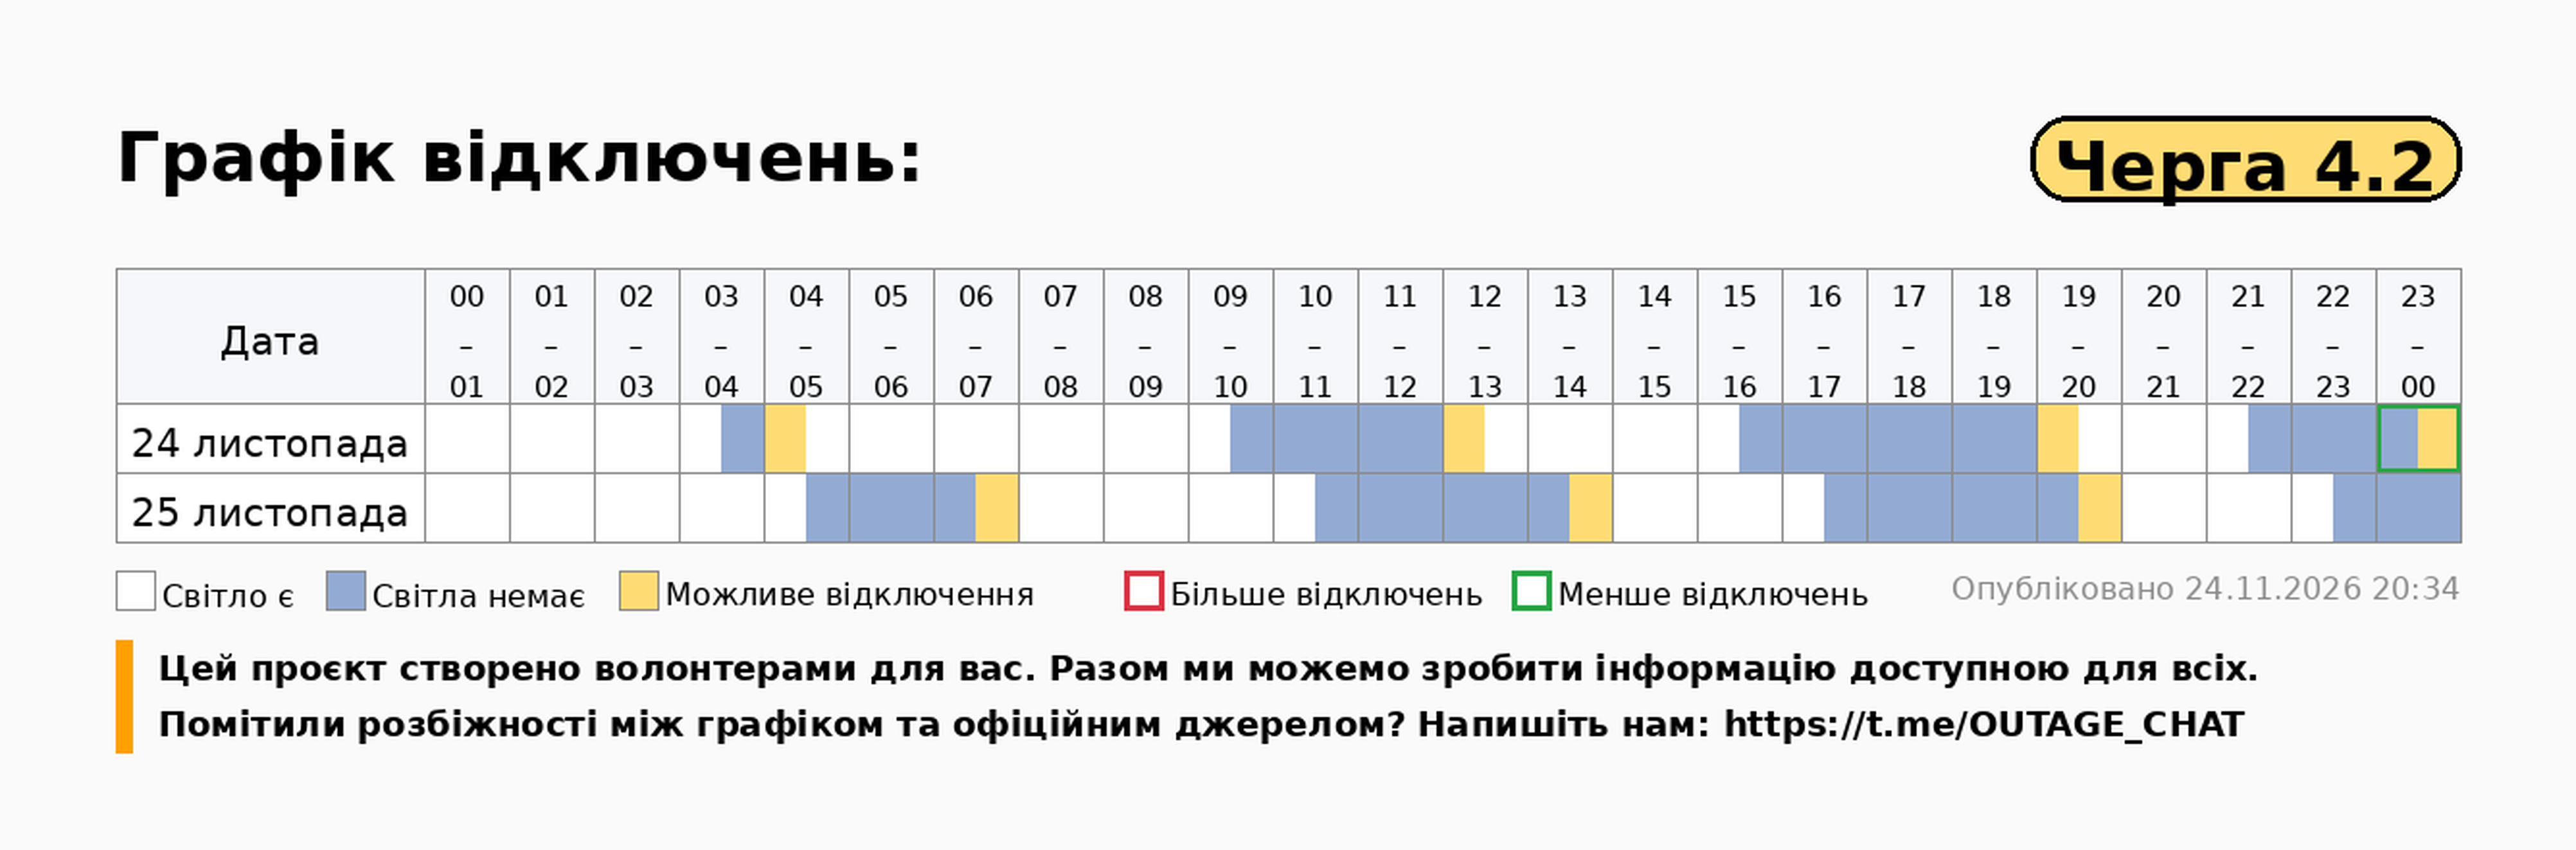 Графік відключень:
Черга 4.2
Дата 00 – 01 01 – 02 02 – 03 03 – 04 04 – 05 05 – 06 06 – 07 07 – 08 08 – 09 09 – 10 10 – 11 11 – 12 12 – 13 13 – 14 14 – 15 15 – 16 16 – 17 17 – 18 18 – 19 19 – 20 20 – 21 21 – 22 22 – 23 23 – 00
24 листопада
25 листопада
Світло є Світла немає Можливе відключення Більше відключень Менше відключень Опубліковано 24.11.2026 20:34
Цей проєкт створено волонтерами для вас. Разом ми можемо зробити інформацію доступною для всіх.
Помітили розбіжності між графіком та офіційним джерелом? Напишіть нам: https://t.me/OUTAGE_CHAT